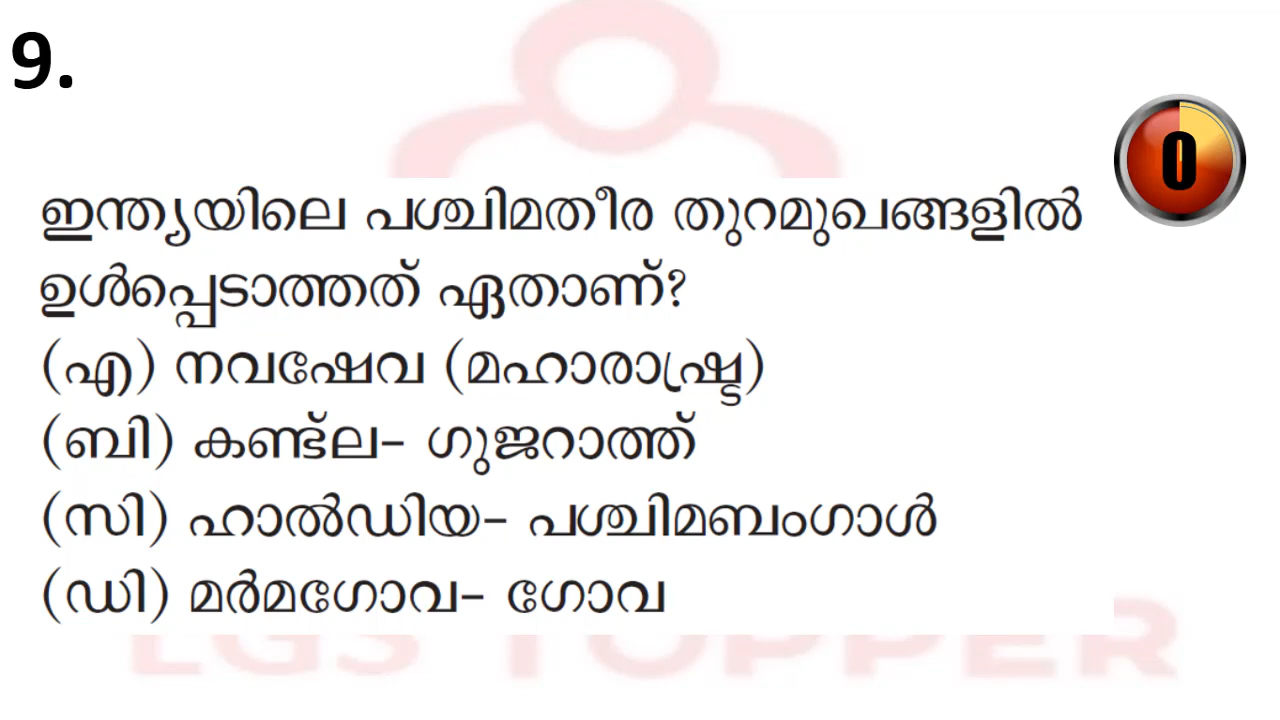 9.
0
ഇന്ത്യയിലെ പശ്ചിമതീര തുറമുഖങ്ങളിൽ
ഉൾപ്പെടാത്തത് ഏതാണ്?
(എ) നവഷേവ (മഹാരാഷ്ട്ര)
(ബി) കണ്ട്ല- ഗുജറാത്ത്
(സി) ഹാൽഡിയ- പശ്ചിമബംഗാൾ
(ഡി) മർമഗോവ- ഗോവ
LGS TOPPER